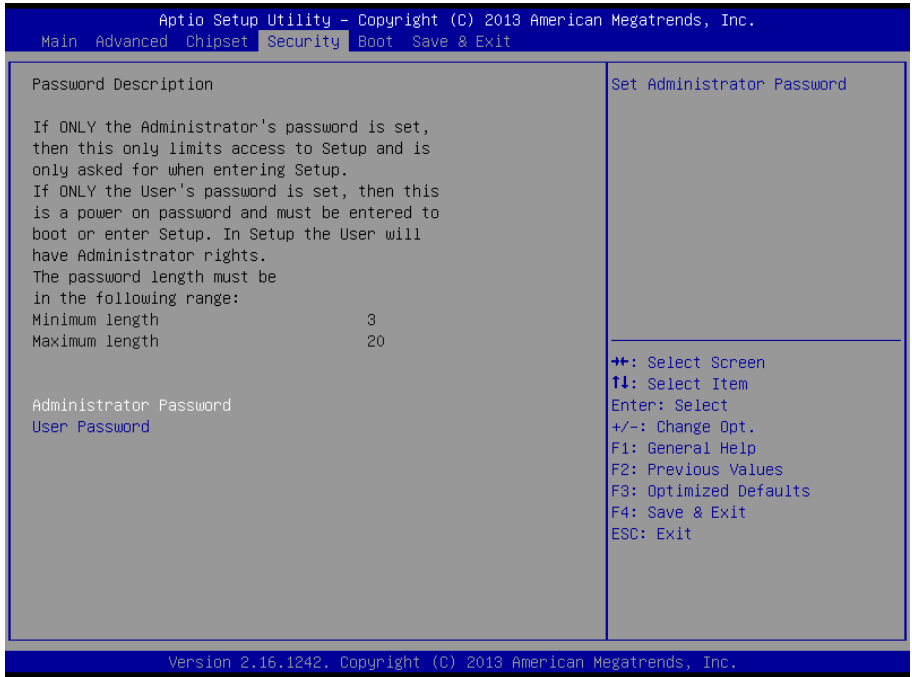 Aptio Setup Utility – Copyright (C) 2013 American Megatrends, Inc.
Main Advanced Chipset Security Boot Save & Exit
Password Description
If ONLY the Administrator's password is set,
then this only limits access to Setup and is
only asked for when entering Setup.
If ONLY the User's password is set, then this
is a power on password and must be entered to
boot or enter Setup. In Setup the User will
have Administrator rights.
The password length must be
in the following range:
Minimum length 3
Maximum length 20
Administrator Password
User Password
Set Administrator Password
→←: Select Screen
↑↓: Select Item
Enter: Select
+/-: Change Opt.
F1: General Help
F2: Previous Values
F3: Optimized Defaults
F4: Save & Exit
ESC: Exit
Version 2.16.1242. Copyright (C) 2013 American Megatrends, Inc.